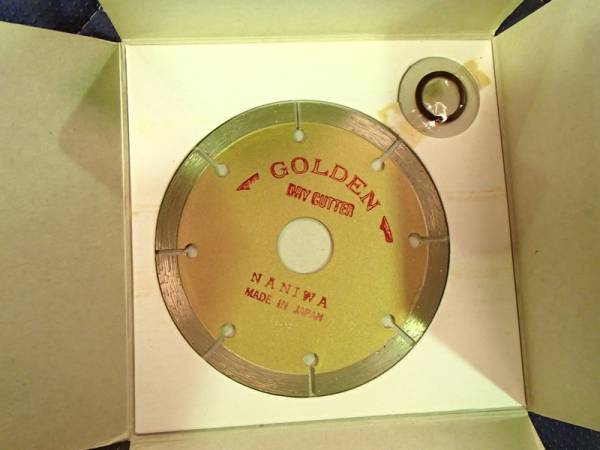 GOLDEN
DRY CUTTER
NANIWA
MADE IN JAPAN